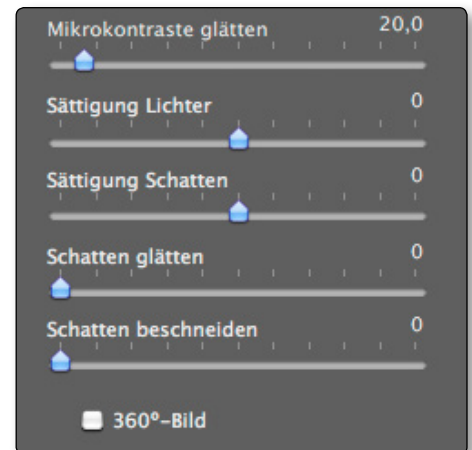 Mikrokontraste glätten 20,0
Sättigung Lichter 0
Sättigung Schatten 0
Schatten glätten 0
Schatten beschneiden 0
360°-Bild